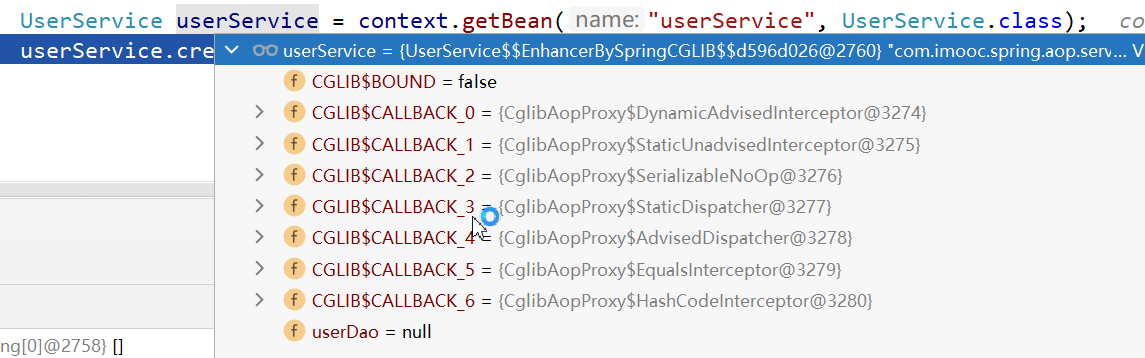 UserService userService = context.getBean( name: "userService", UserService.class); co
userService.cre
userService = {UserService$$EnhancerBySpringCGLIB$$d596d026@2760} "com.imooc.spring.aop.serv... V
f CGLIB$BOUND = false
f CGLIB$CALLBACK_0 = {CglibAopProxy$DynamicAdvisedInterceptor@3274}
f CGLIB$CALLBACK_1 = {CglibAopProxy$StaticUnadvisedInterceptor@3275}
f CGLIB$CALLBACK_2 = {CglibAopProxy$SerializableNoOp@3276}
f CGLIB$CALLBACK_3 = {CglibAopProxy$StaticDispatcher@3277}
f CGLIB$CALLBACK_4 = {CglibAopProxy$AdvisedDispatcher@3278}
f CGLIB$CALLBACK_5 = {CglibAopProxy$EqualsInterceptor@3279}
f CGLIB$CALLBACK_6 = {CglibAopProxy$HashCodeInterceptor@3280}
f userDao = null
ng[0]@2758} []